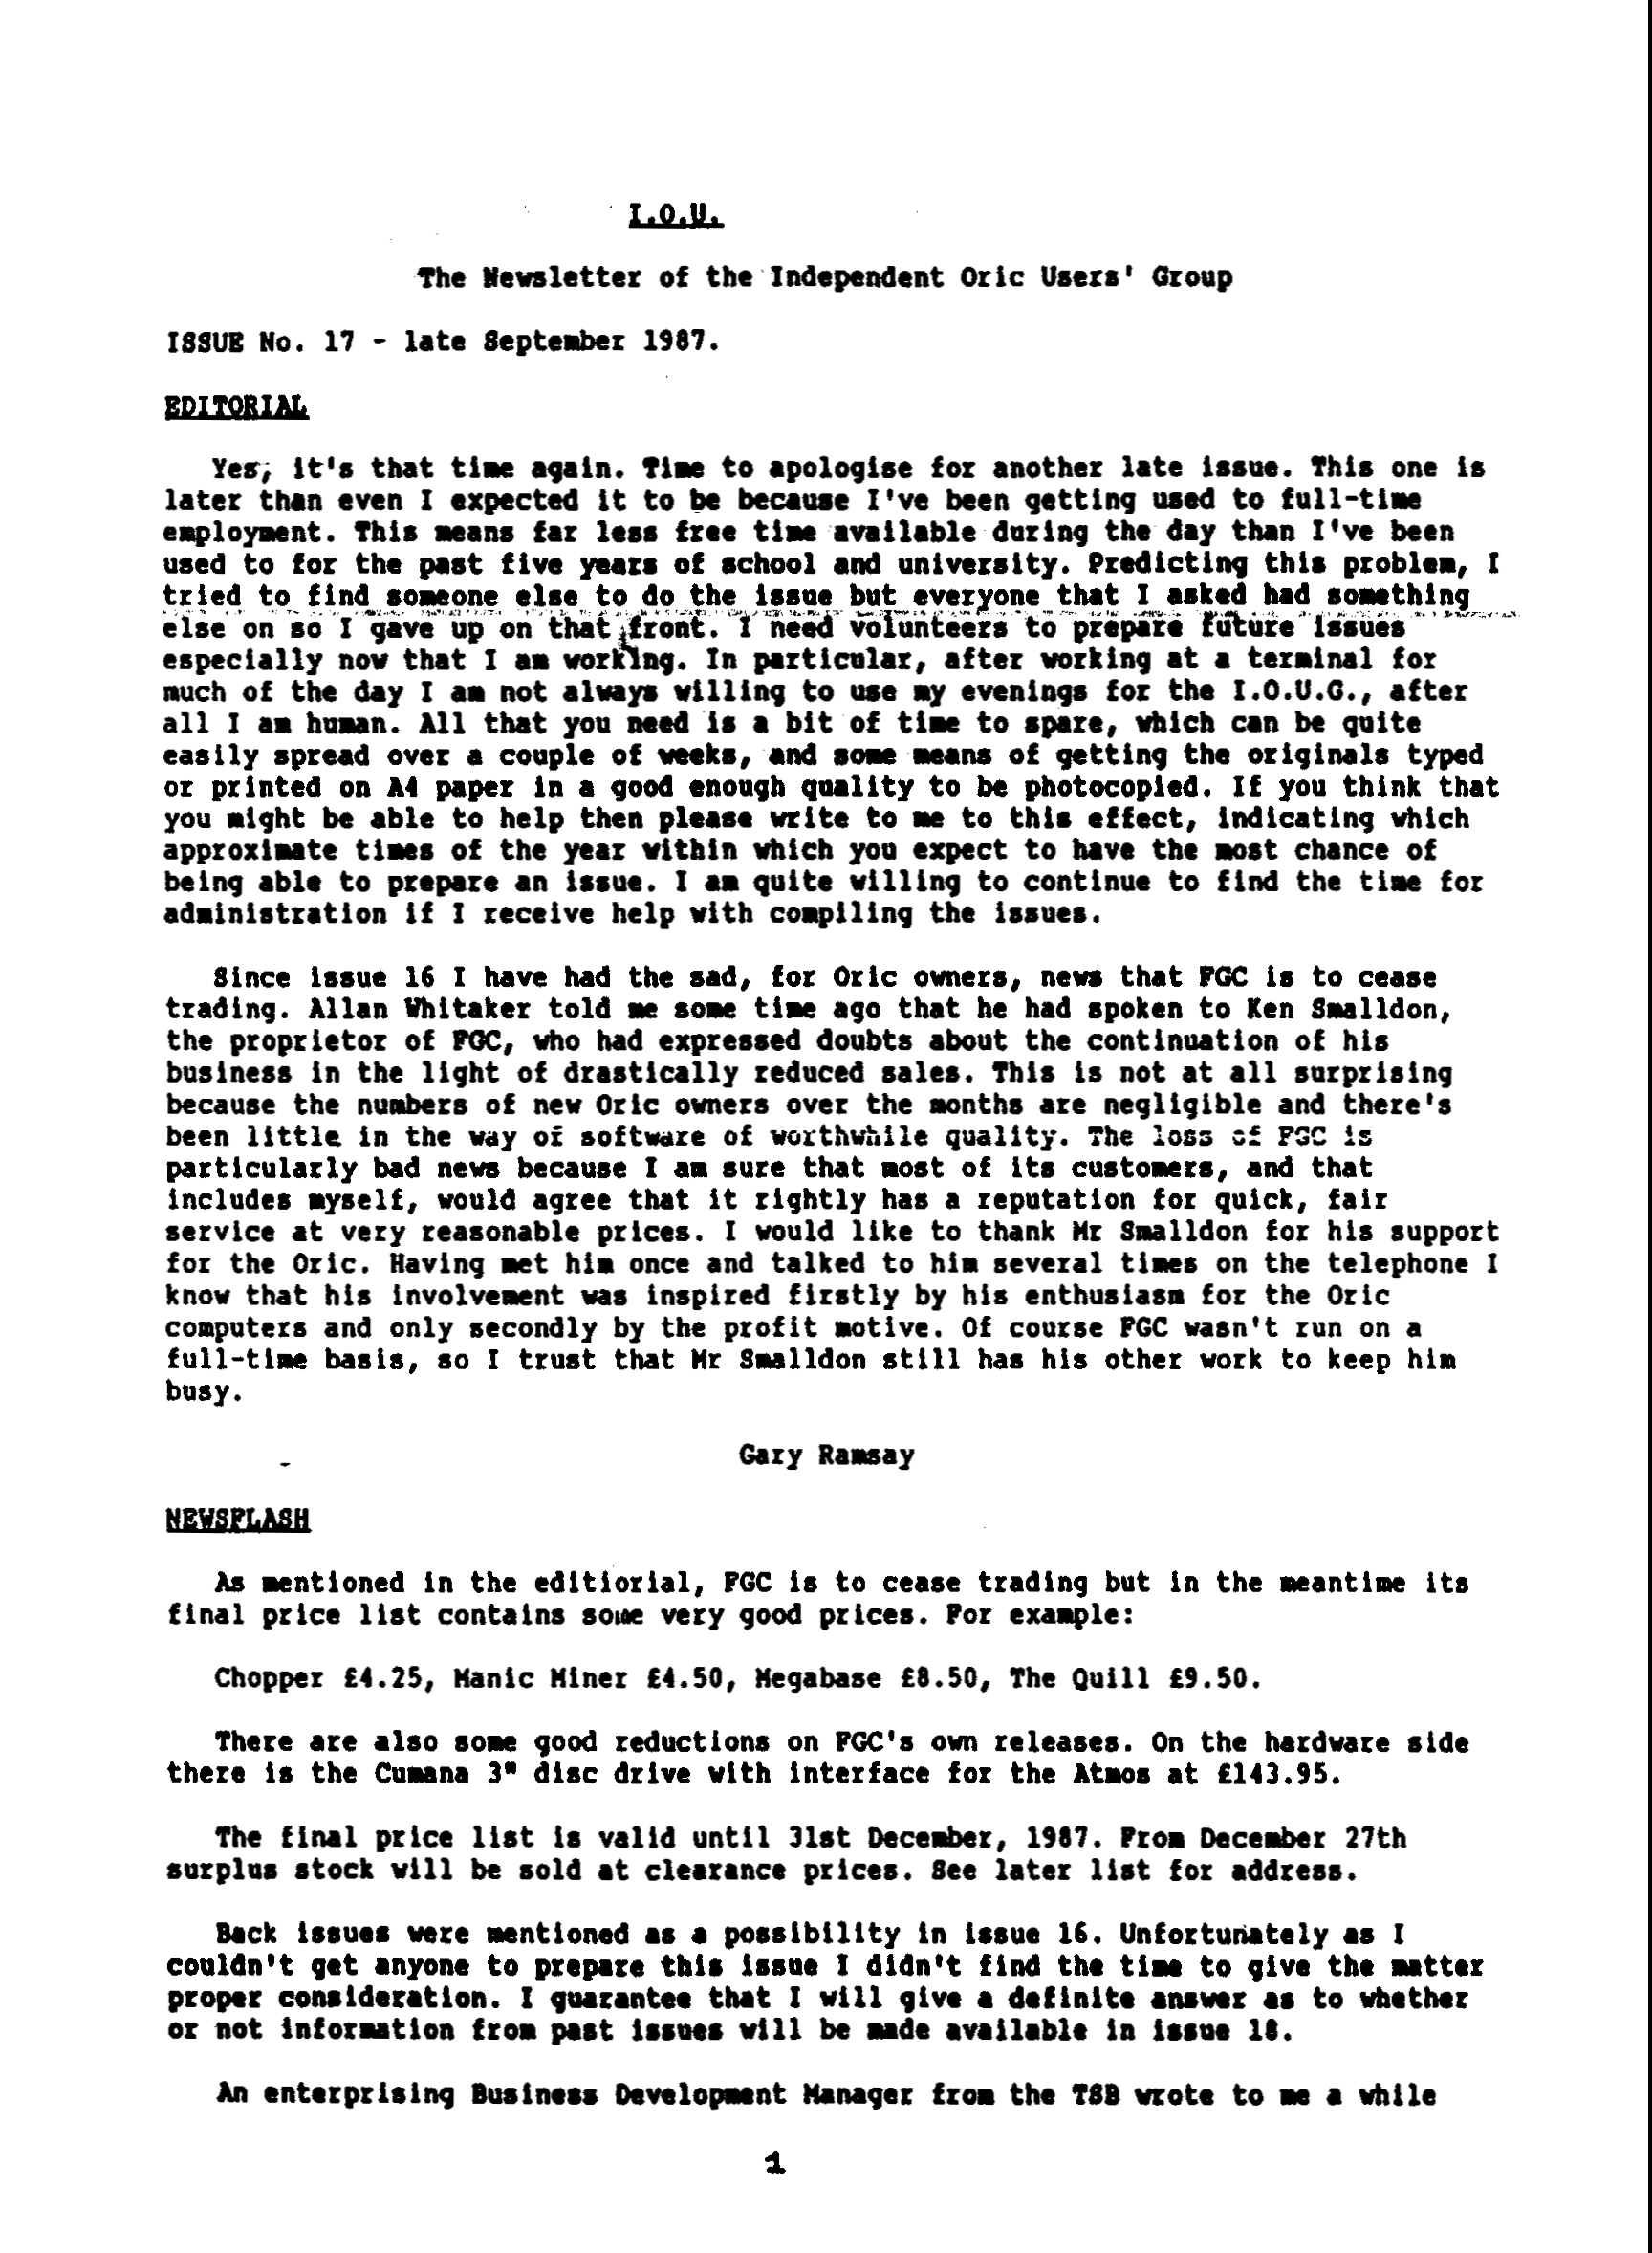 I.O.U.
The Newsletter of the Independent Oric Users' Group
ISSUE No. 17 - late September 1987.
EDITORIAL
Yes, it's that time again. Time to apologise for another late issue. This one is
later than even I expected it to be because I've been getting used to full-time
employment. This means far less free time available during the day than I've been
used to for the past five years of school and university. Predicting this problem, I
tried to find someone else to do the issue but everyone that I asked had something
else on so I gave up on that front. I need volunteers to prepare future issues
especially now that I am working. In particular, after working at a terminal for
much of the day I am not always willing to use my evenings for the I.O.U.G., after
all I am human. All that you need is a bit of time to spare, which can be quite
easily spread over a couple of weeks, and some means of getting the originals typed
or printed on A4 paper in a good enough quality to be photocopied. If you think that
you might be able to help then please write to me to this effect, indicating which
approximate times of the year within which you expect to have the most chance of
being able to prepare an issue. I am quite willing to continue to find the time for
administration if I receive help with compiling the issues.
Since issue 16 I have had the sad, for Oric owners, news that FGC is to cease
trading. Allan Whitaker told me some time ago that he had spoken to Ken Smalldon,
the proprietor of FGC, who had expressed doubts about the continuation of his
business in the light of drastically reduced sales. This is not at all surprising
because the numbers of new Oric owners over the months are negligible and there's
been little in the way of software of worthwhile quality. The loss of FGC is
particularly bad news because I am sure that most of its customers, and that
includes myself, would agree that it rightly has a reputation for quick, fair
service at very reasonable prices. I would like to thank Mr Smalldon for his support
for the Oric. Having met him once and talked to him several times on the telephone I
know that his involvement was inspired firstly by his enthusiasm for the Oric
computers and only secondly by the profit motive. Of course FGC wasn't run on a
full-time basis, so I trust that Mr Smalldon still has his other work to keep him
busy.
Gary Ramsay
NEWSFLASH
As mentioned in the editiorial, FGC is to cease trading but in the meantime its
final price list contains some very good prices. For example:
Chopper £4.25, Manic Miner £4.50, Megabase £8.50, The Quill £9.50.
There are also some good reductions on FGC's own releases. On the hardware side
there is the Cumana 3" disc drive with interface for the Atmos at £143.95.
The final price list is valid until 31st December, 1987. From December 27th
surplus stock will be sold at clearance prices. See later list for address.
Back issues were mentioned as a possibility in issue 16. Unfortunately as I
couldn't get anyone to prepare this issue I didn't find the time to give the matter
proper consideration. I guarantee that I will give a definite answer as to whether
or not information from past issues will be made available in issue 18.
An enterprising Business Development Manager from the TSB wrote to me a while
1